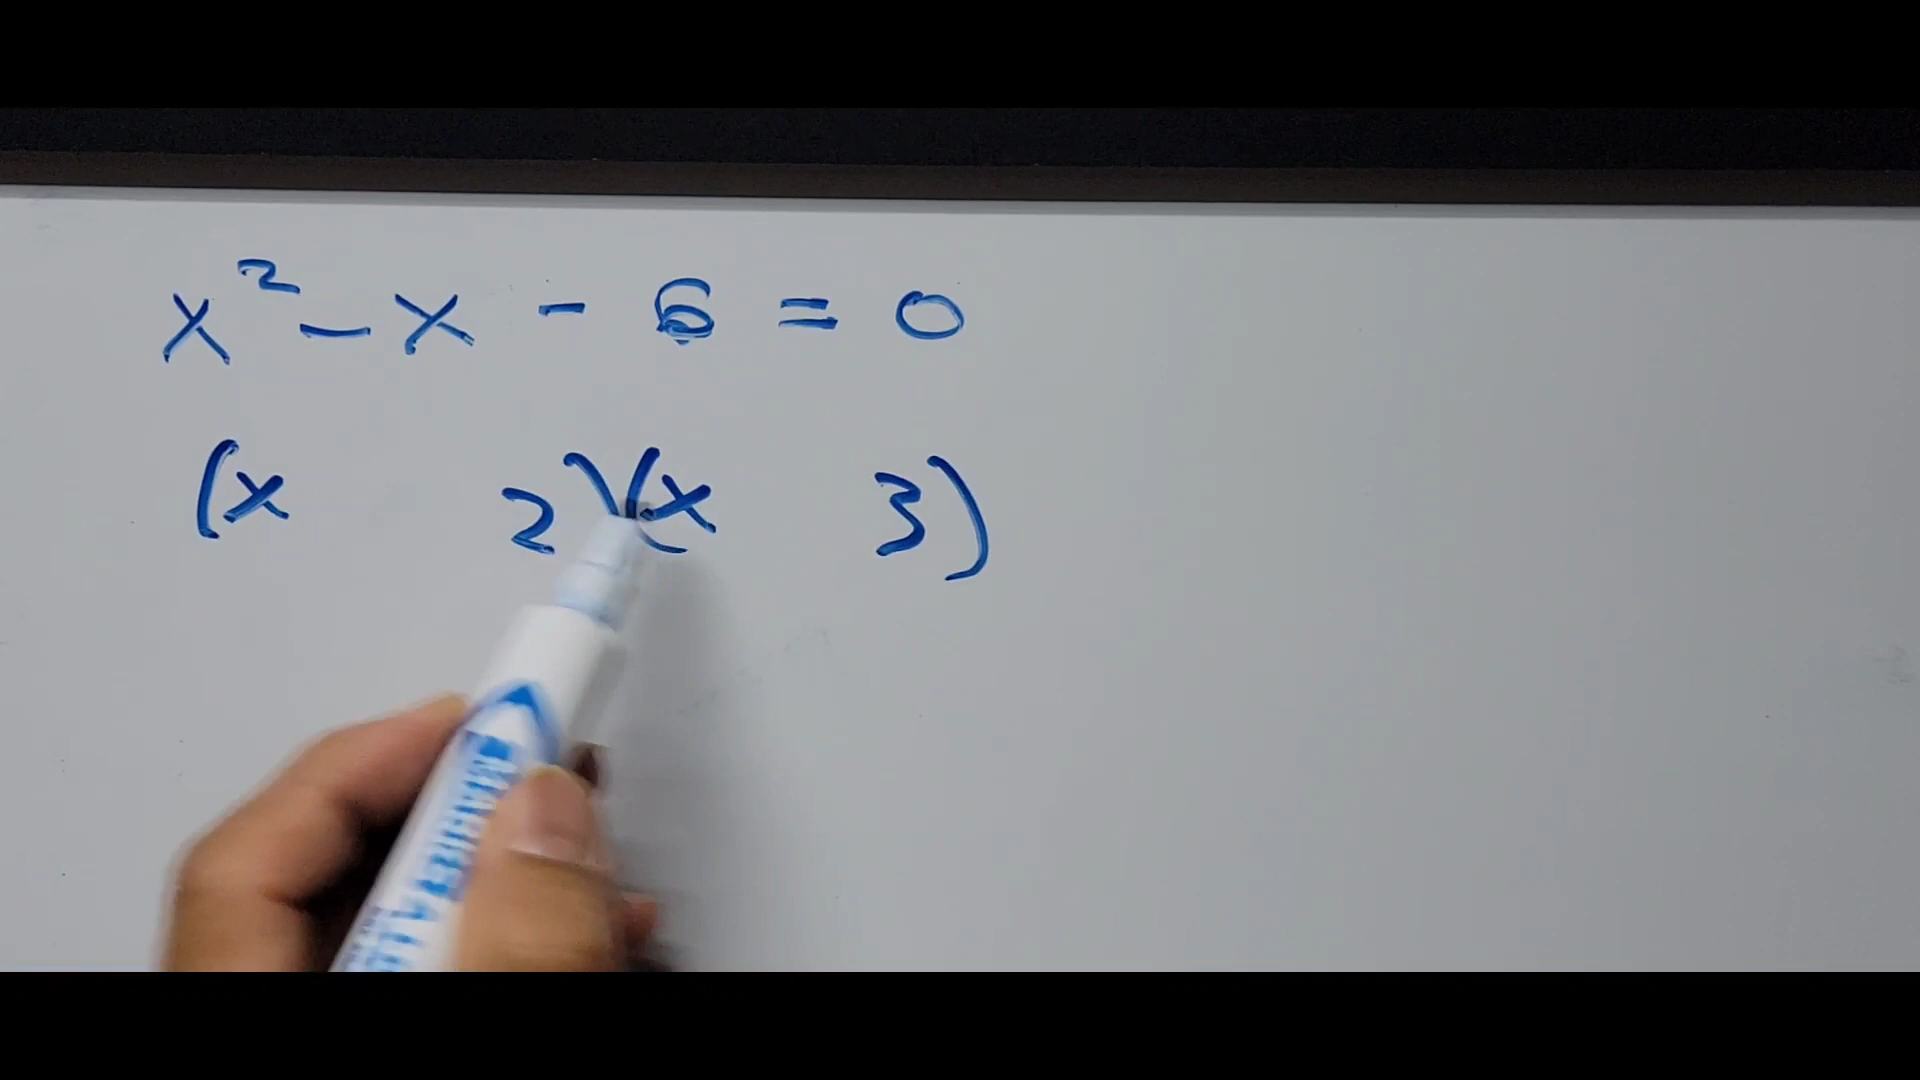 x² - x - 6 = 0
(x 2)(x 3)